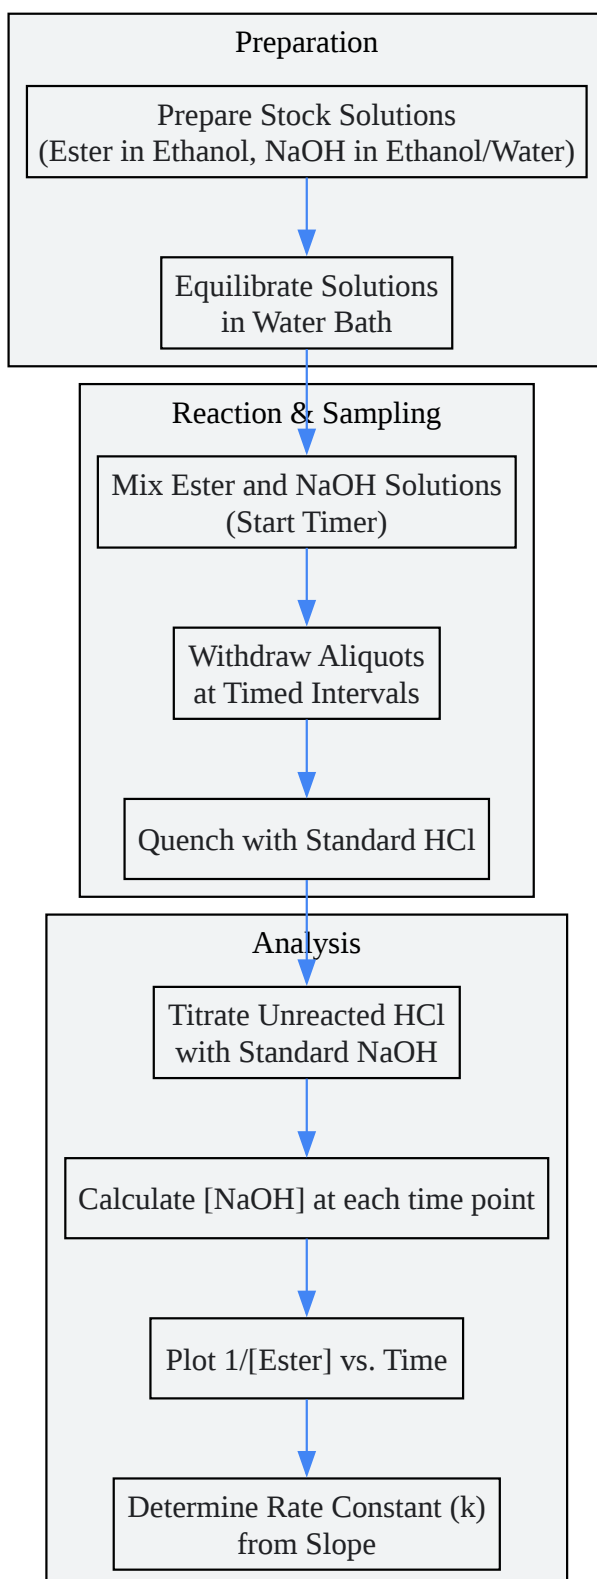 Preparation
Prepare Stock Solutions
(Ester in Ethanol, NaOH in Ethanol/Water)
Equilibrate Solutions
in Water Bath
Reaction & Sampling
Mix Ester and NaOH Solutions
(Start Timer)
Withdraw Aliquots
at Timed Intervals
Quench with Standard HCl
Analysis
Titrate Unreacted HCl
with Standard NaOH
Calculate [NaOH] at each time point
Plot 1/[Ester] vs. Time
Determine Rate Constant (k)
from Slope